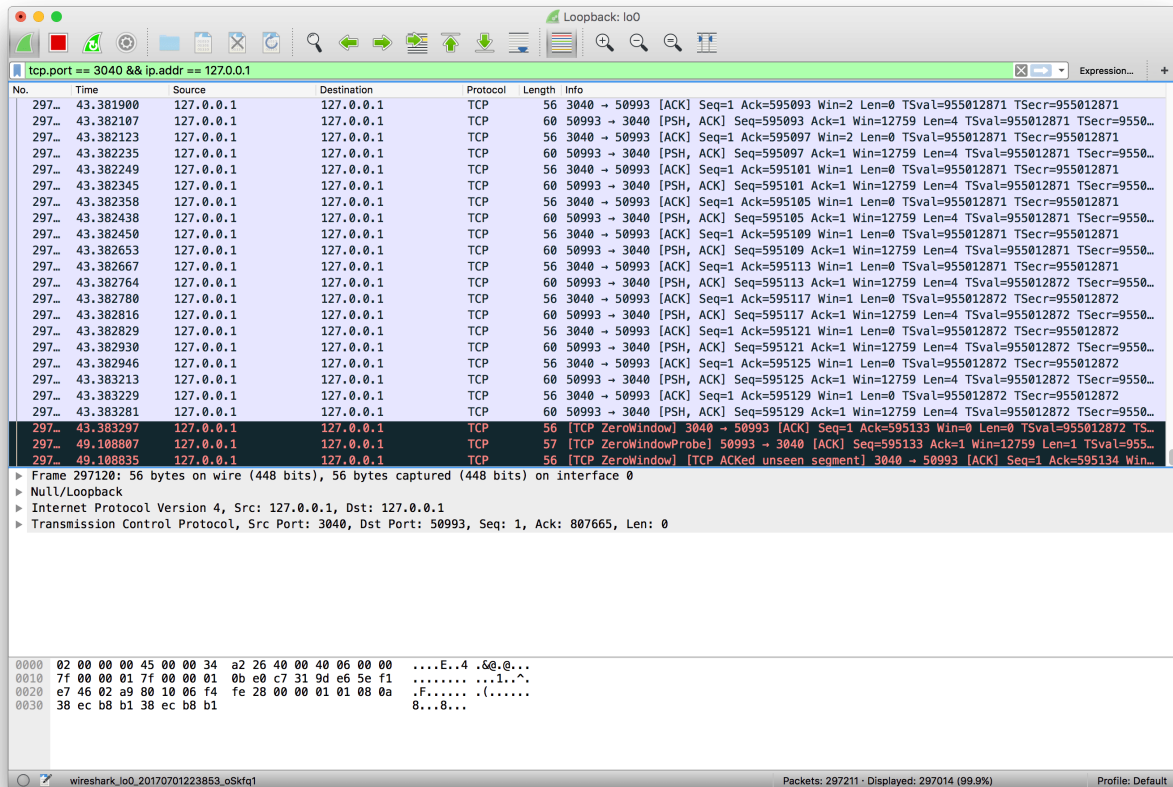 Loopback: lo0
tcp.port == 3040 && ip.addr == 127.0.0.1 Expression... +
No. Time Source Destination Protocol Length Info
297… 43.381900 127.0.0.1 127.0.0.1 TCP 56 3040 → 50993 [ACK] Seq=1 Ack=595093 Win=2 Len=0 TSval=955012871 TSecr=955012871
297… 43.382107 127.0.0.1 127.0.0.1 TCP 60 50993 → 3040 [PSH, ACK] Seq=595093 Ack=1 Win=12759 Len=4 TSval=955012871 TSecr=9550…
297… 43.382123 127.0.0.1 127.0.0.1 TCP 56 3040 → 50993 [ACK] Seq=1 Ack=595097 Win=2 Len=0 TSval=955012871 TSecr=955012871
297… 43.382235 127.0.0.1 127.0.0.1 TCP 60 50993 → 3040 [PSH, ACK] Seq=595097 Ack=1 Win=12759 Len=4 TSval=955012871 TSecr=9550…
297… 43.382249 127.0.0.1 127.0.0.1 TCP 56 3040 → 50993 [ACK] Seq=1 Ack=595101 Win=1 Len=0 TSval=955012871 TSecr=955012871
297… 43.382345 127.0.0.1 127.0.0.1 TCP 60 50993 → 3040 [PSH, ACK] Seq=595101 Ack=1 Win=12759 Len=4 TSval=955012871 TSecr=9550…
297… 43.382358 127.0.0.1 127.0.0.1 TCP 56 3040 → 50993 [ACK] Seq=1 Ack=595105 Win=1 Len=0 TSval=955012871 TSecr=955012871
297… 43.382438 127.0.0.1 127.0.0.1 TCP 60 50993 → 3040 [PSH, ACK] Seq=595105 Ack=1 Win=12759 Len=4 TSval=955012871 TSecr=9550…
297… 43.382450 127.0.0.1 127.0.0.1 TCP 56 3040 → 50993 [ACK] Seq=1 Ack=595109 Win=1 Len=0 TSval=955012871 TSecr=955012871
297… 43.382653 127.0.0.1 127.0.0.1 TCP 60 50993 → 3040 [PSH, ACK] Seq=595109 Ack=1 Win=12759 Len=4 TSval=955012871 TSecr=9550…
297… 43.382667 127.0.0.1 127.0.0.1 TCP 56 3040 → 50993 [ACK] Seq=1 Ack=595113 Win=1 Len=0 TSval=955012871 TSecr=955012871
297… 43.382764 127.0.0.1 127.0.0.1 TCP 60 50993 → 3040 [PSH, ACK] Seq=595113 Ack=1 Win=12759 Len=4 TSval=955012872 TSecr=9550…
297… 43.382780 127.0.0.1 127.0.0.1 TCP 56 3040 → 50993 [ACK] Seq=1 Ack=595117 Win=1 Len=0 TSval=955012872 TSecr=955012872
297… 43.382816 127.0.0.1 127.0.0.1 TCP 60 50993 → 3040 [PSH, ACK] Seq=595117 Ack=1 Win=12759 Len=4 TSval=955012872 TSecr=9550…
297… 43.382829 127.0.0.1 127.0.0.1 TCP 56 3040 → 50993 [ACK] Seq=1 Ack=595121 Win=1 Len=0 TSval=955012872 TSecr=955012872
297… 43.382930 127.0.0.1 127.0.0.1 TCP 60 50993 → 3040 [PSH, ACK] Seq=595121 Ack=1 Win=12759 Len=4 TSval=955012872 TSecr=9550…
297… 43.382946 127.0.0.1 127.0.0.1 TCP 56 3040 → 50993 [ACK] Seq=1 Ack=595125 Win=1 Len=0 TSval=955012872 TSecr=955012872
297… 43.383213 127.0.0.1 127.0.0.1 TCP 60 50993 → 3040 [PSH, ACK] Seq=595125 Ack=1 Win=12759 Len=4 TSval=955012872 TSecr=9550…
297… 43.383229 127.0.0.1 127.0.0.1 TCP 56 3040 → 50993 [ACK] Seq=1 Ack=595129 Win=1 Len=0 TSval=955012872 TSecr=955012872
297… 43.383281 127.0.0.1 127.0.0.1 TCP 60 50993 → 3040 [PSH, ACK] Seq=595129 Ack=1 Win=12759 Len=4 TSval=955012872 TSecr=9550…
297… 43.383297 127.0.0.1 127.0.0.1 TCP 56 [TCP ZeroWindow] 3040 → 50993 [ACK] Seq=1 Ack=595133 Win=0 Len=0 TSval=955012872 TS…
297… 49.108807 127.0.0.1 127.0.0.1 TCP 57 [TCP ZeroWindowProbe] 50993 → 3040 [ACK] Seq=595133 Ack=1 Win=12759 Len=1 TSval=955…
297… 49.108835 127.0.0.1 127.0.0.1 TCP 56 [TCP ZeroWindow] [TCP ACKed unseen segment] 3040 → 50993 [ACK] Seq=1 Ack=595134 Win…
Frame 297120: 56 bytes on wire (448 bits), 56 bytes captured (448 bits) on interface 0
Null/Loopback
Internet Protocol Version 4, Src: 127.0.0.1, Dst: 127.0.0.1
Transmission Control Protocol, Src Port: 3040, Dst Port: 50993, Seq: 1, Ack: 807665, Len: 0
0000 02 00 00 00 45 00 00 34 a2 26 40 00 40 06 00 00 ....E..4 .&@.@...
0010 7f 00 00 01 7f 00 00 01 0b e0 c7 31 9d e6 5e f1 ........ ...1..^.
0020 e7 46 02 a9 80 10 06 f4 fe 28 00 00 01 01 08 0a .F...... .(......
0030 38 ec b8 b1 38 ec b8 b1 8...8...
wireshark_lo0_20170701223853_oSkfq1 Packets: 297211 · Displayed: 297014 (99.9%) Profile: Default